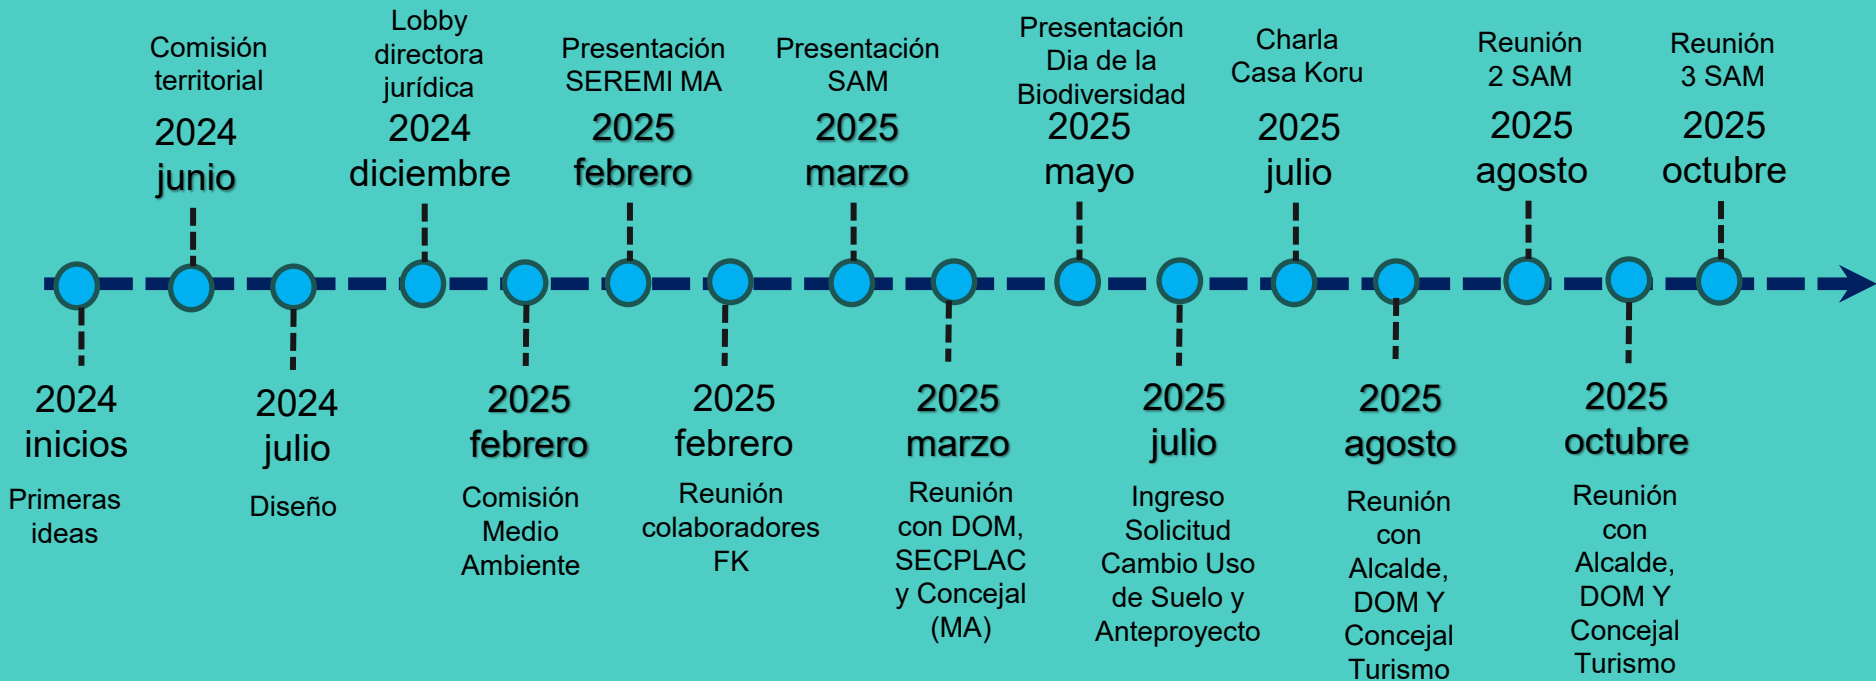 Comisión
territorial
2024
junio
Lobby
directora
jurídica
2024
diciembre
Presentación
SEREMI MA
2025
febrero
Presentación
SAM
2025
marzo
Presentación
Dia de la
Biodiversidad
2025
mayo
Charla
Casa Koru
2025
julio
Reunión
2 SAM
2025
agosto
Reunión
3 SAM
2025
octubre
2024
inicios
Primeras
ideas
2024
julio
Diseño
2025
febrero
Comisión
Medio
Ambiente
2025
febrero
Reunión
colaboradores
FK
2025
marzo
Reunión
con DOM,
SECPLAC
y Concejal
(MA)
2025
julio
Ingreso
Solicitud
Cambio Uso
de Suelo y
Anteproyecto
2025
agosto
Reunión
con
Alcalde,
DOM Y
Concejal
Turismo
2025
octubre
Reunión
con
Alcalde,
DOM Y
Concejal
Turismo